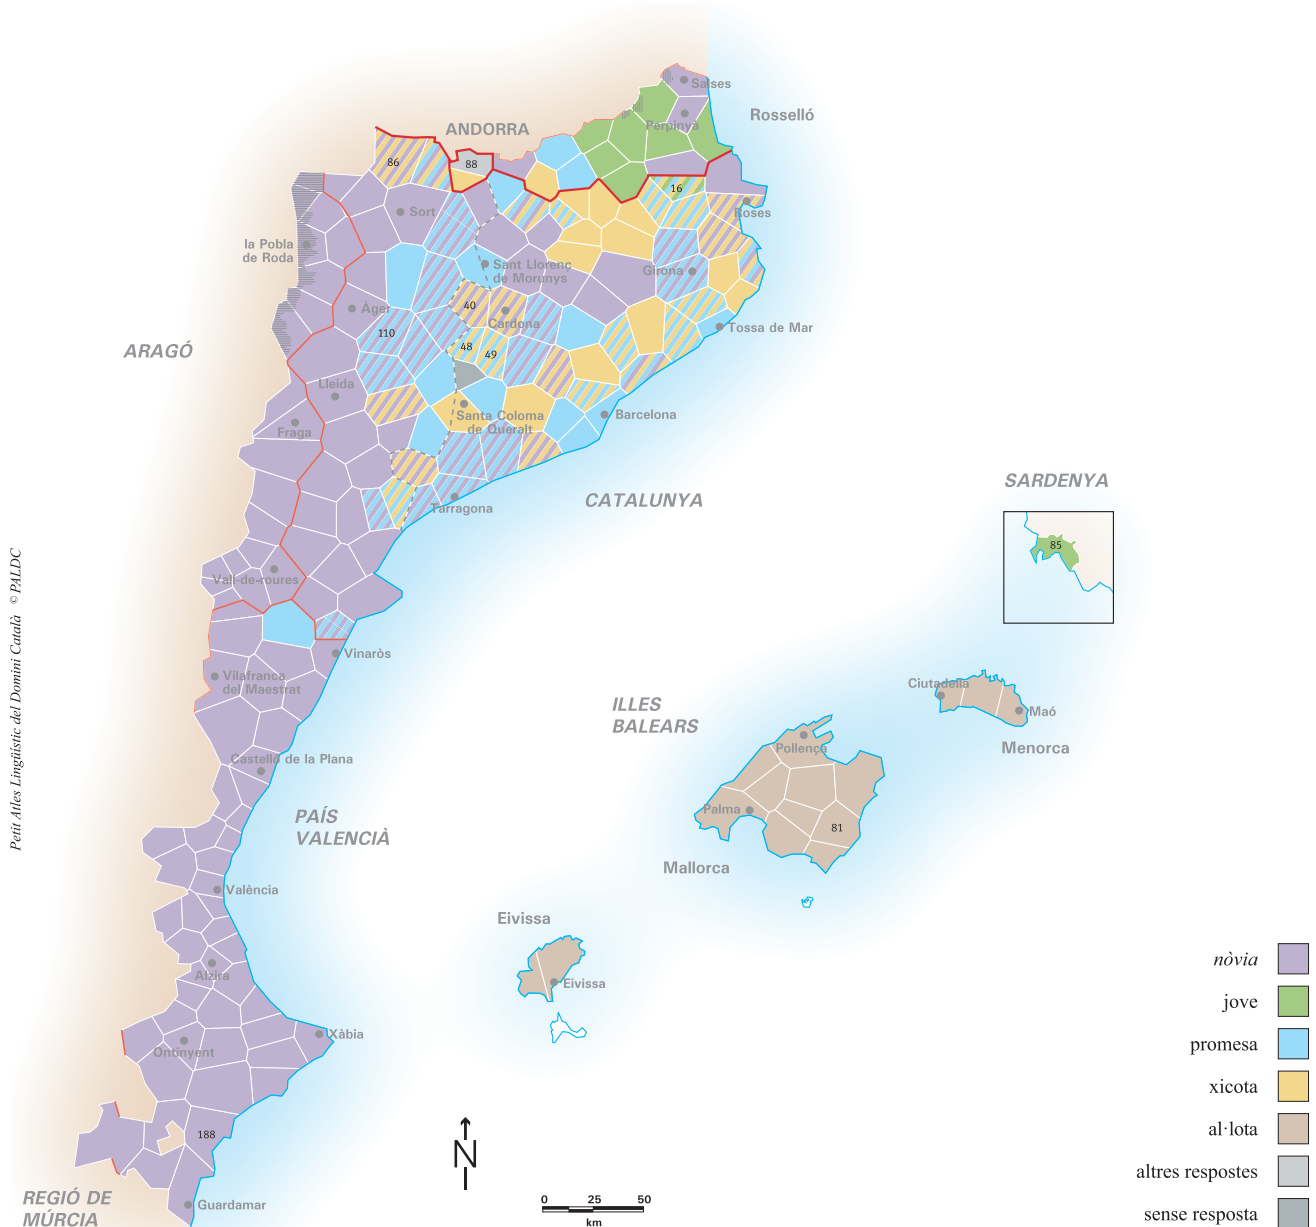 Salses
Rosselló
Perpinyà
ANDORRA
86
88
16
Sort
Roses
la Pobla
de Roda
Sant Llorenç
de Morunys
Girona
Àger
40
Cardona
110
Tossa de Mar
48
49
ARAGÓ
Lleida
Santa Coloma
de Queralt
Barcelona
Fraga
SARDENYA
CATALUNYA
Tarragona
85
Vall-de-roures
Petit Atles Lingüístic del Domini Català © PALDC
Vinaròs
Vilafranca
del Maestrat
Ciutadella
ILLES
BALEARS
Maó
Menorca
Pollença
Castelló de la Plana
Palma
81
PAÍS
VALENCIÀ
Mallorca
València
Eivissa
Eivissa
Alzira
Xàbia
Ontinyent
188
Guardamar
REGIÓ DE
MÚRCIA
N
0 25 50
km
nòvia
jove
promesa
xicota
al·lota
altres respostes
sense resposta